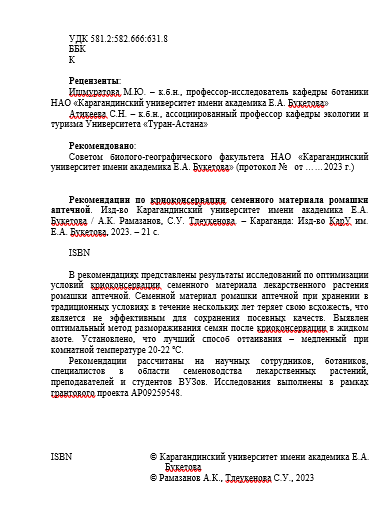 УДК 581.2:582.666:631.8
ББК
К
Рецензенты:
Ишмуратова М.Ю. – к.б.н., профессор-исследователь кафедры ботаники
НАО «Карагандинский университет имени академика Е.А. Букетова»
Атикеева С.Н. – к.б.н., ассоциированный профессор кафедры экологии и
туризма Университета «Туран-Астана»
Рекомендовано:
Советом биолого-географического факультета НАО «Карагандинский
университет имени академика Е.А. Букетова» (протокол № от ……2023 г.)
Рекомендации по криоконсервации семенного материала ромашки
аптечной. Изд-во Карагандинский университет имени академика Е.А.
Букетова / А.К. Рамазанов, С.У. Тлеукенова. – Караганда: Изд-во КарУ им.
Е.А. Букетова, 2023. – 21 с.
ISBN
В рекомендациях представлены результаты исследований по оптимизации
условий криоконсервации семенного материала лекарственного растения
ромашки аптечной. Семенной материал ромашки аптечной при хранении в
традиционных условиях в течение нескольких лет теряет свою всхожесть, что
является не эффективным для сохранения посевных качеств. Выявлен
оптимальный метод размораживания семян после криоконсервации в жидком
азоте. Установлено, что лучший способ оттаивания – медленный при
комнатной температуре 20-22 °С.
Рекомендации рассчитаны на научных сотрудников, ботаников,
специалистов в области семеноводства лекарственных растений,
преподавателей и студентов ВУЗов. Исследования выполнены в рамках
грантового проекта АР09259548.
ISBN © Карагандинский университет имени академика Е.А.
Букетова
© Рамазанов А.К., Тлеукенова С.У., 2023